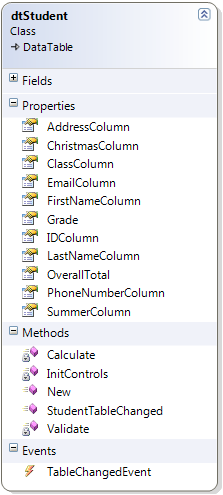 dtStudent
Class
DataTable
Fields
Properties
AddressColumn
ChristmasColumn
ClassColumn
EmailColumn
FirstNameColumn
Grade
IDColumn
LastNameColumn
OverallTotal
PhoneNumberColumn
SummerColumn
Methods
Calculate
InitControls
New
StudentTableChanged
Validate
Events
TableChangedEvent